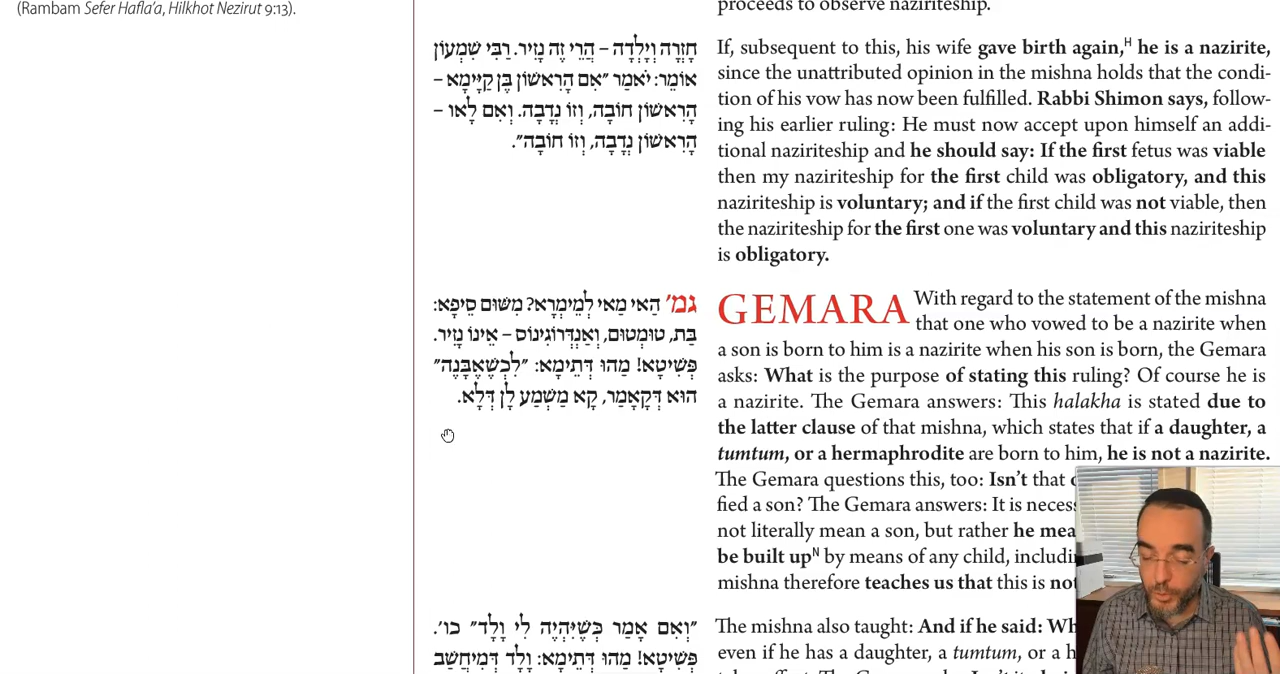 (Rambam Sefer Hafla'a, Hilkhot Nezirut 9:13).
חָזְרָה וְיָלְדָה – הֲרֵי זֶה נָזִיר. רַבִּי שִׁמְעוֹן
אוֹמֵר: יֹאמַר ״אִם הָרִאשׁוֹן בֶּן קַיָּימָא –
הָרִאשׁוֹן חוֹבָה, וְזוֹ נְדָבָה. וְאִם לָאו –
הָרִאשׁוֹן נְדָבָה, וְזוֹ חוֹבָה״.
גמ׳ הַאי מַאי לְמֵימְרָא? מִשּׁוּם סֵיפָא:
בַּת, טוּמְטוּם, וְאַנְדְּרוֹגִינוֹס – אֵינוֹ נָזִיר.
פְּשִׁיטָא! מַהוּ דְּתֵימָא: ״לִכְשֶׁאֶבָּנֶה״
הוּא דְּקָאָמַר, קָא מַשְׁמַע לַן דְּלָא.
״וְאִם אָמַר כְּשֶׁיִּהְיֶה לִי וָלָד״ כו׳.
פְּשִׁיטָא! מַהוּ דְּתֵימָא: וָלָד דְּמִיחֲשַׁב
proceeds to observe naziriteship.
If, subsequent to this, his wife gave birth again,H he is a nazirite,
since the unattributed opinion in the mishna holds that the condi-
tion of his vow has now been fulfilled. Rabbi Shimon says, follow-
ing his earlier ruling: He must now accept upon himself an addi-
tional naziriteship and he should say: If the first fetus was viable
then my naziriteship for the first child was obligatory, and this
naziriteship is voluntary; and if the first child was not viable, then
the naziriteship for the first one was voluntary and this naziriteship
is obligatory.
GEMARA With regard to the statement of the mishna
that one who vowed to be a nazirite when
a son is born to him is a nazirite when his son is born, the Gemara
asks: What is the purpose of stating this ruling? Of course he is
a nazirite. The Gemara answers: This halakha is stated due to
the latter clause of that mishna, which states that if a daughter, a
tumtum, or a hermaphrodite are born to him, he is not a nazirite.
The Gemara questions this, too: Isn't that
fied a son? The Gemara answers: It is
not literally mean a son, but rather he
be built upN by means of any child,
mishna therefore teaches us that this is
The mishna also taught: And if he said:
even if he has a daughter, a tumtum, or a